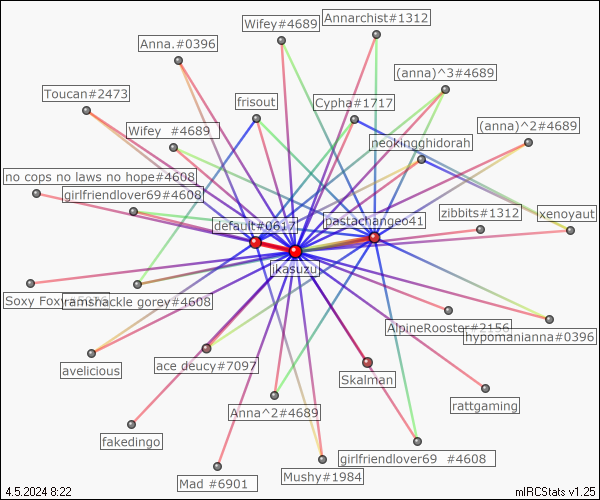 Annarchist#1312
Wifey#4689
Anna.#0396
(anna)^3#4689
Toucan#2473
frisout
Cypha#1717
Wifey #4689
(anna)^2#4689
neokingghidorah
no cops no laws no hope#4608
girlfriendlover69#4608
default#0617
pastachangeo41
zibbits#1312
xenoyaut
jkasuzu
Soxy Foxy
ramshackle gorey#4608
AlpineRooster#2156
hypomanianna#0396
avelicious
ace deucy#7097
Skalman
Anna^2#4689
rattgaming
fakedingo
girlfriendlover69 #4608
Mad #6901
Mushy#1984
4.5.2024 8:22
mIRCStats v1.25